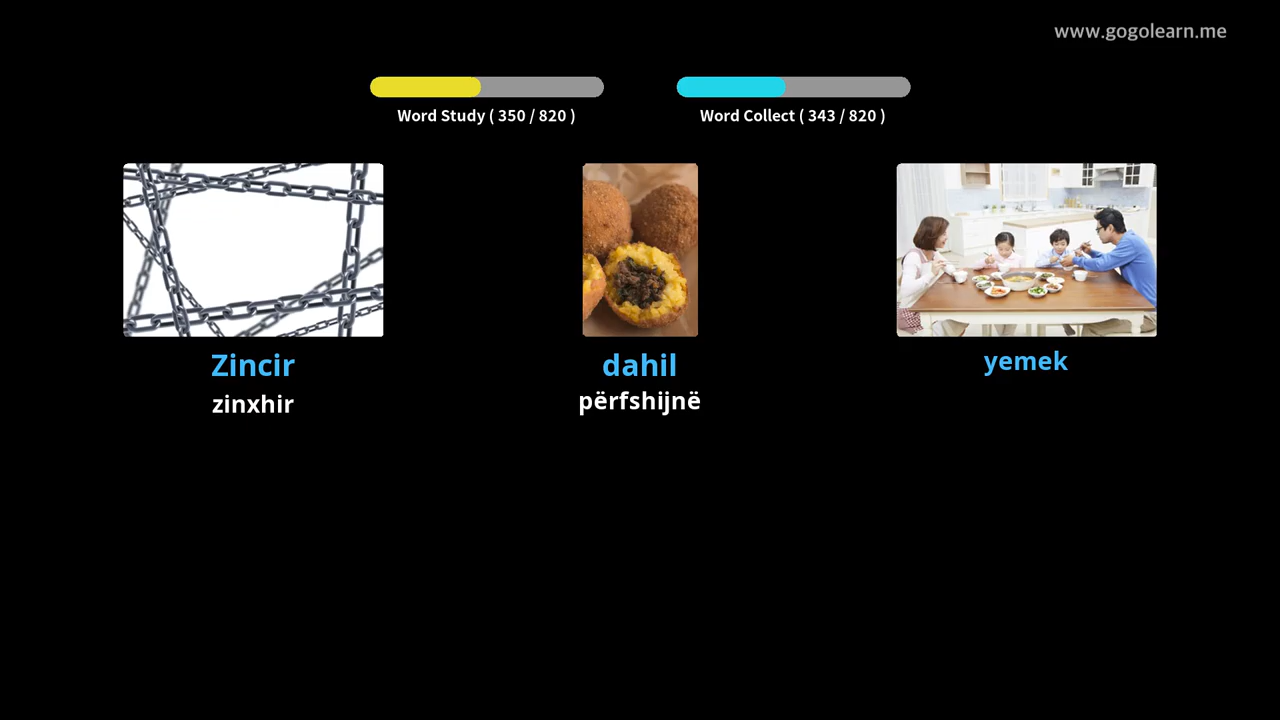 www.gogolearn.me
Word Study ( 350 / 820 )
Word Collect ( 343 / 820 )
Zincir
zinxhir
dahil
përfshijnë
yemek